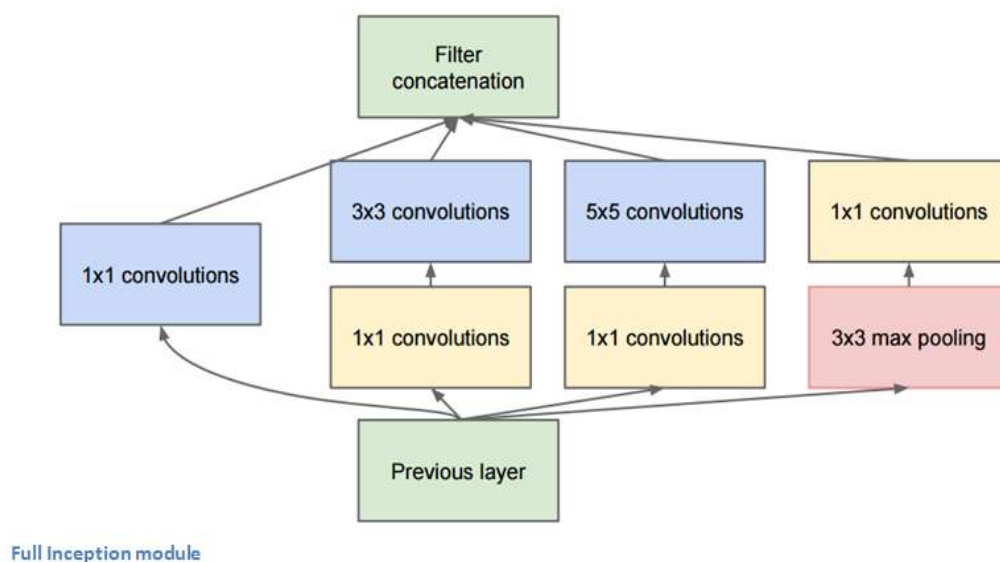 Filter
concatenation
3x3 convolutions
5x5 convolutions
1x1 convolutions
1x1 convolutions
1x1 convolutions
1x1 convolutions
3x3 max pooling
Previous layer
Full Inception module